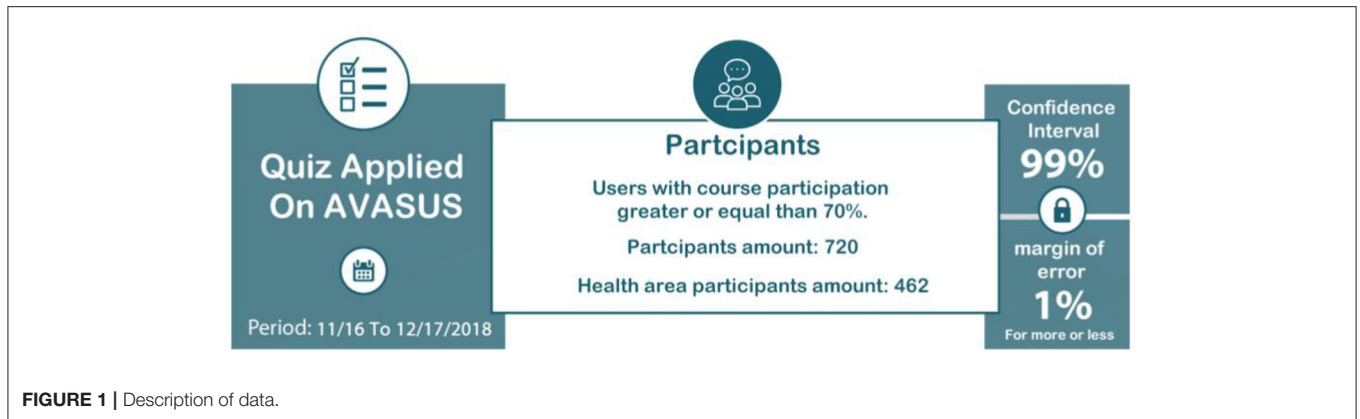 Quiz Applied
On AVASUS
Period: 11/16 To 12/17/2018
Partcipants
Users with course participation
greater or equal than 70%.
Partcipants amount: 720
Health area participants amount: 462
Confidence
Interval
99%
margin of
error
1%
For more or less
FIGURE 1 | Description of data.